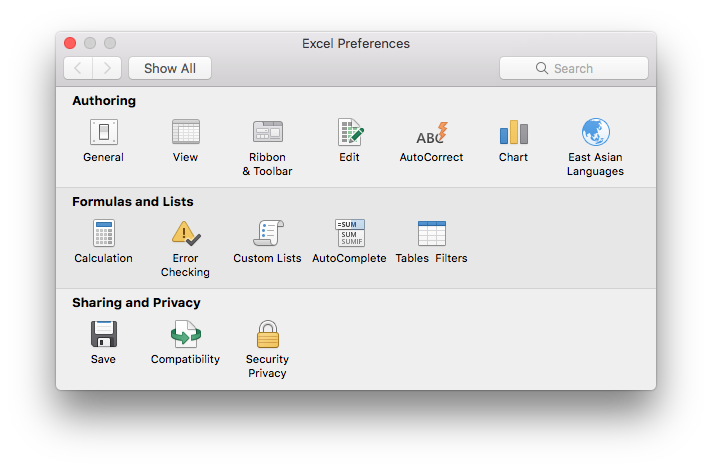 Excel Preferences
Show All
Search
Authoring
General
View
Ribbon
& Toolbar
Edit
ABC
AutoCorrect
Chart
East Asian
Languages
Formulas and Lists
Calculation
Error
Checking
Custom Lists
=SUM
SUM
SUMIF
AutoComplete
Tables  Filters
Sharing and Privacy
Save
Compatibility
Security
Privacy